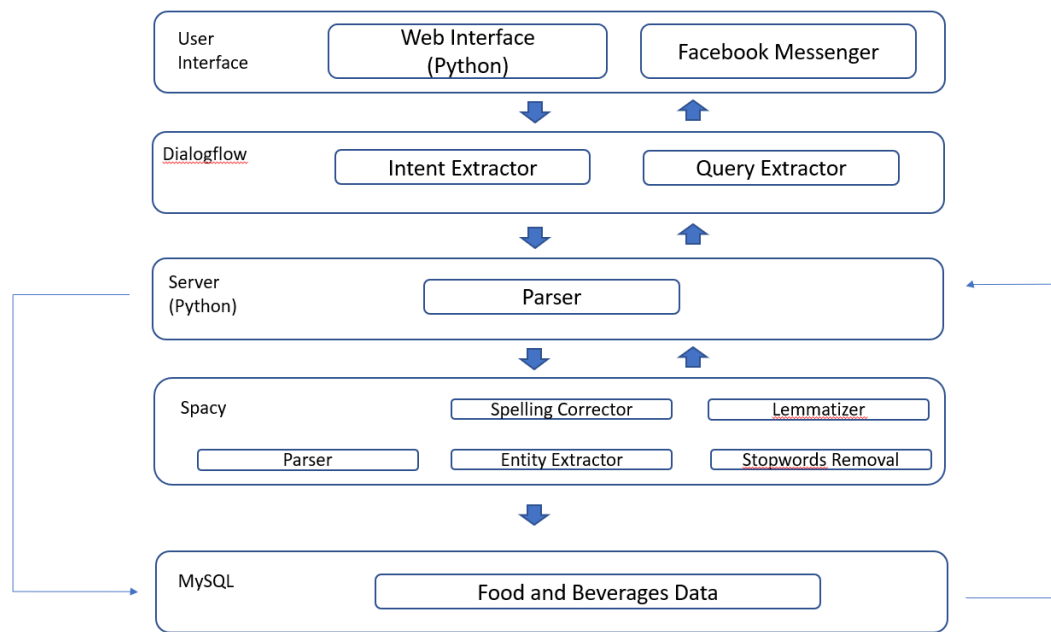 User
Interface
Web Interface
(Python)
Facebook Messenger
Dialogflow
Intent Extractor
Query Extractor
Server
(Python)
Parser
Spacy
Spelling Corrector
Lemmatizer
Parser
Entity Extractor
Stopwords Removal
MySQL
Food and Beverages Data